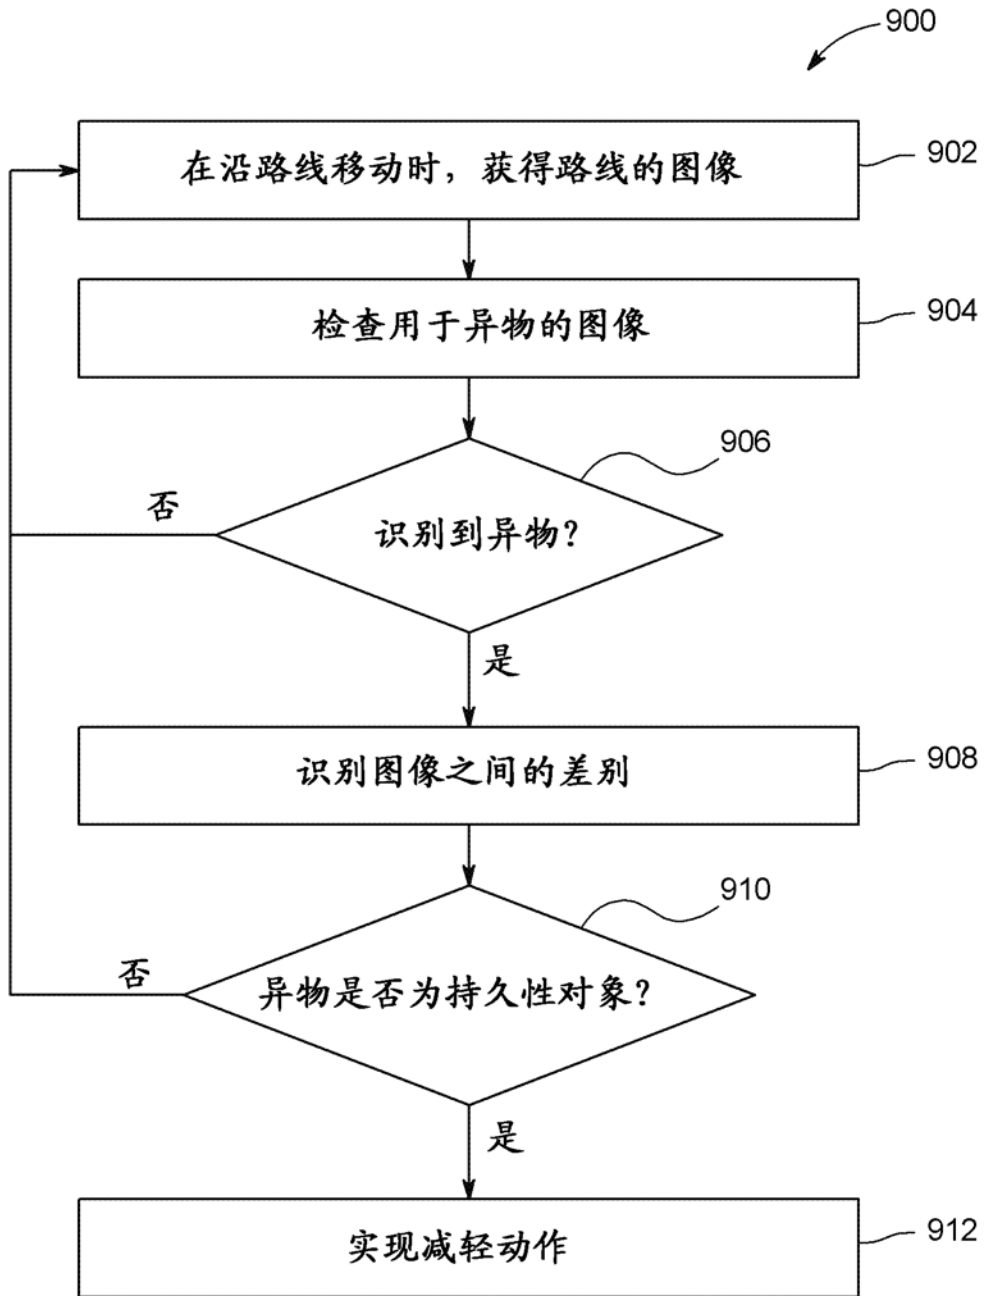 900
在沿路线移动时，获得路线的图像
902
检查用于异物的图像
904
906
识别到异物？
否
是
识别图像之间的差别
908
910
异物是否为持久性对象？
否
是
实现减轻动作
912